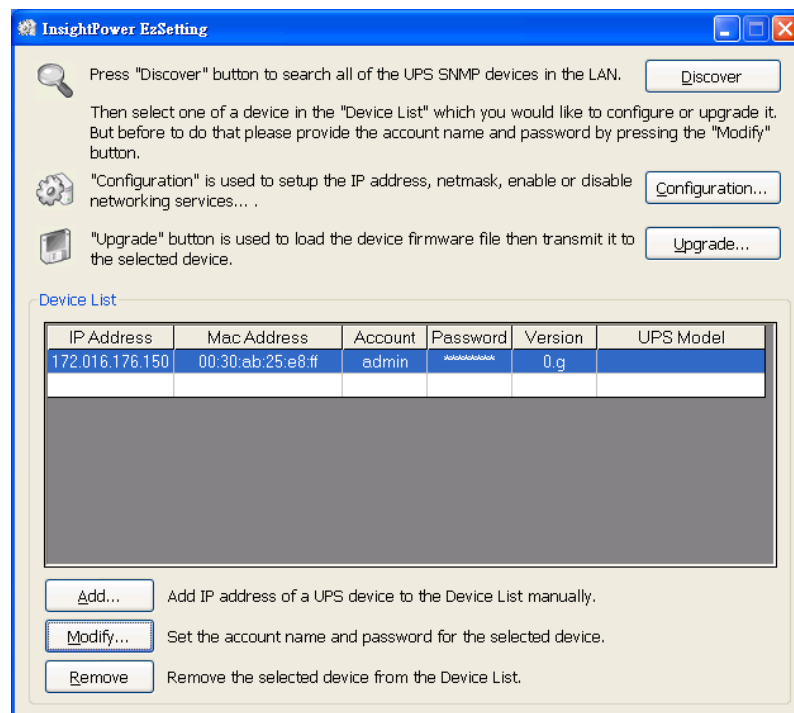 InsightPower EzSetting
Press "Discover" button to search all of the UPS SNMP devices in the LAN.
Discover
Then select one of a device in the "Device List" which you would like to configure or upgrade it.
But before to do that please provide the account name and password by pressing the "Modify"
button.
"Configuration" is used to setup the IP address, netmask, enable or disable
networking services... .
Configuration...
"Upgrade" button is used to load the device firmware file then transmit it to
the selected device.
Upgrade...
Device List
IP Address Mac Address Account Password Version UPS Model
172.016.176.150 00:30:ab:25:e8:ff admin ********* 0.g
Add... Add IP address of a UPS device to the Device List manually.
Modify... Set the account name and password for the selected device.
Remove Remove the selected device from the Device List.